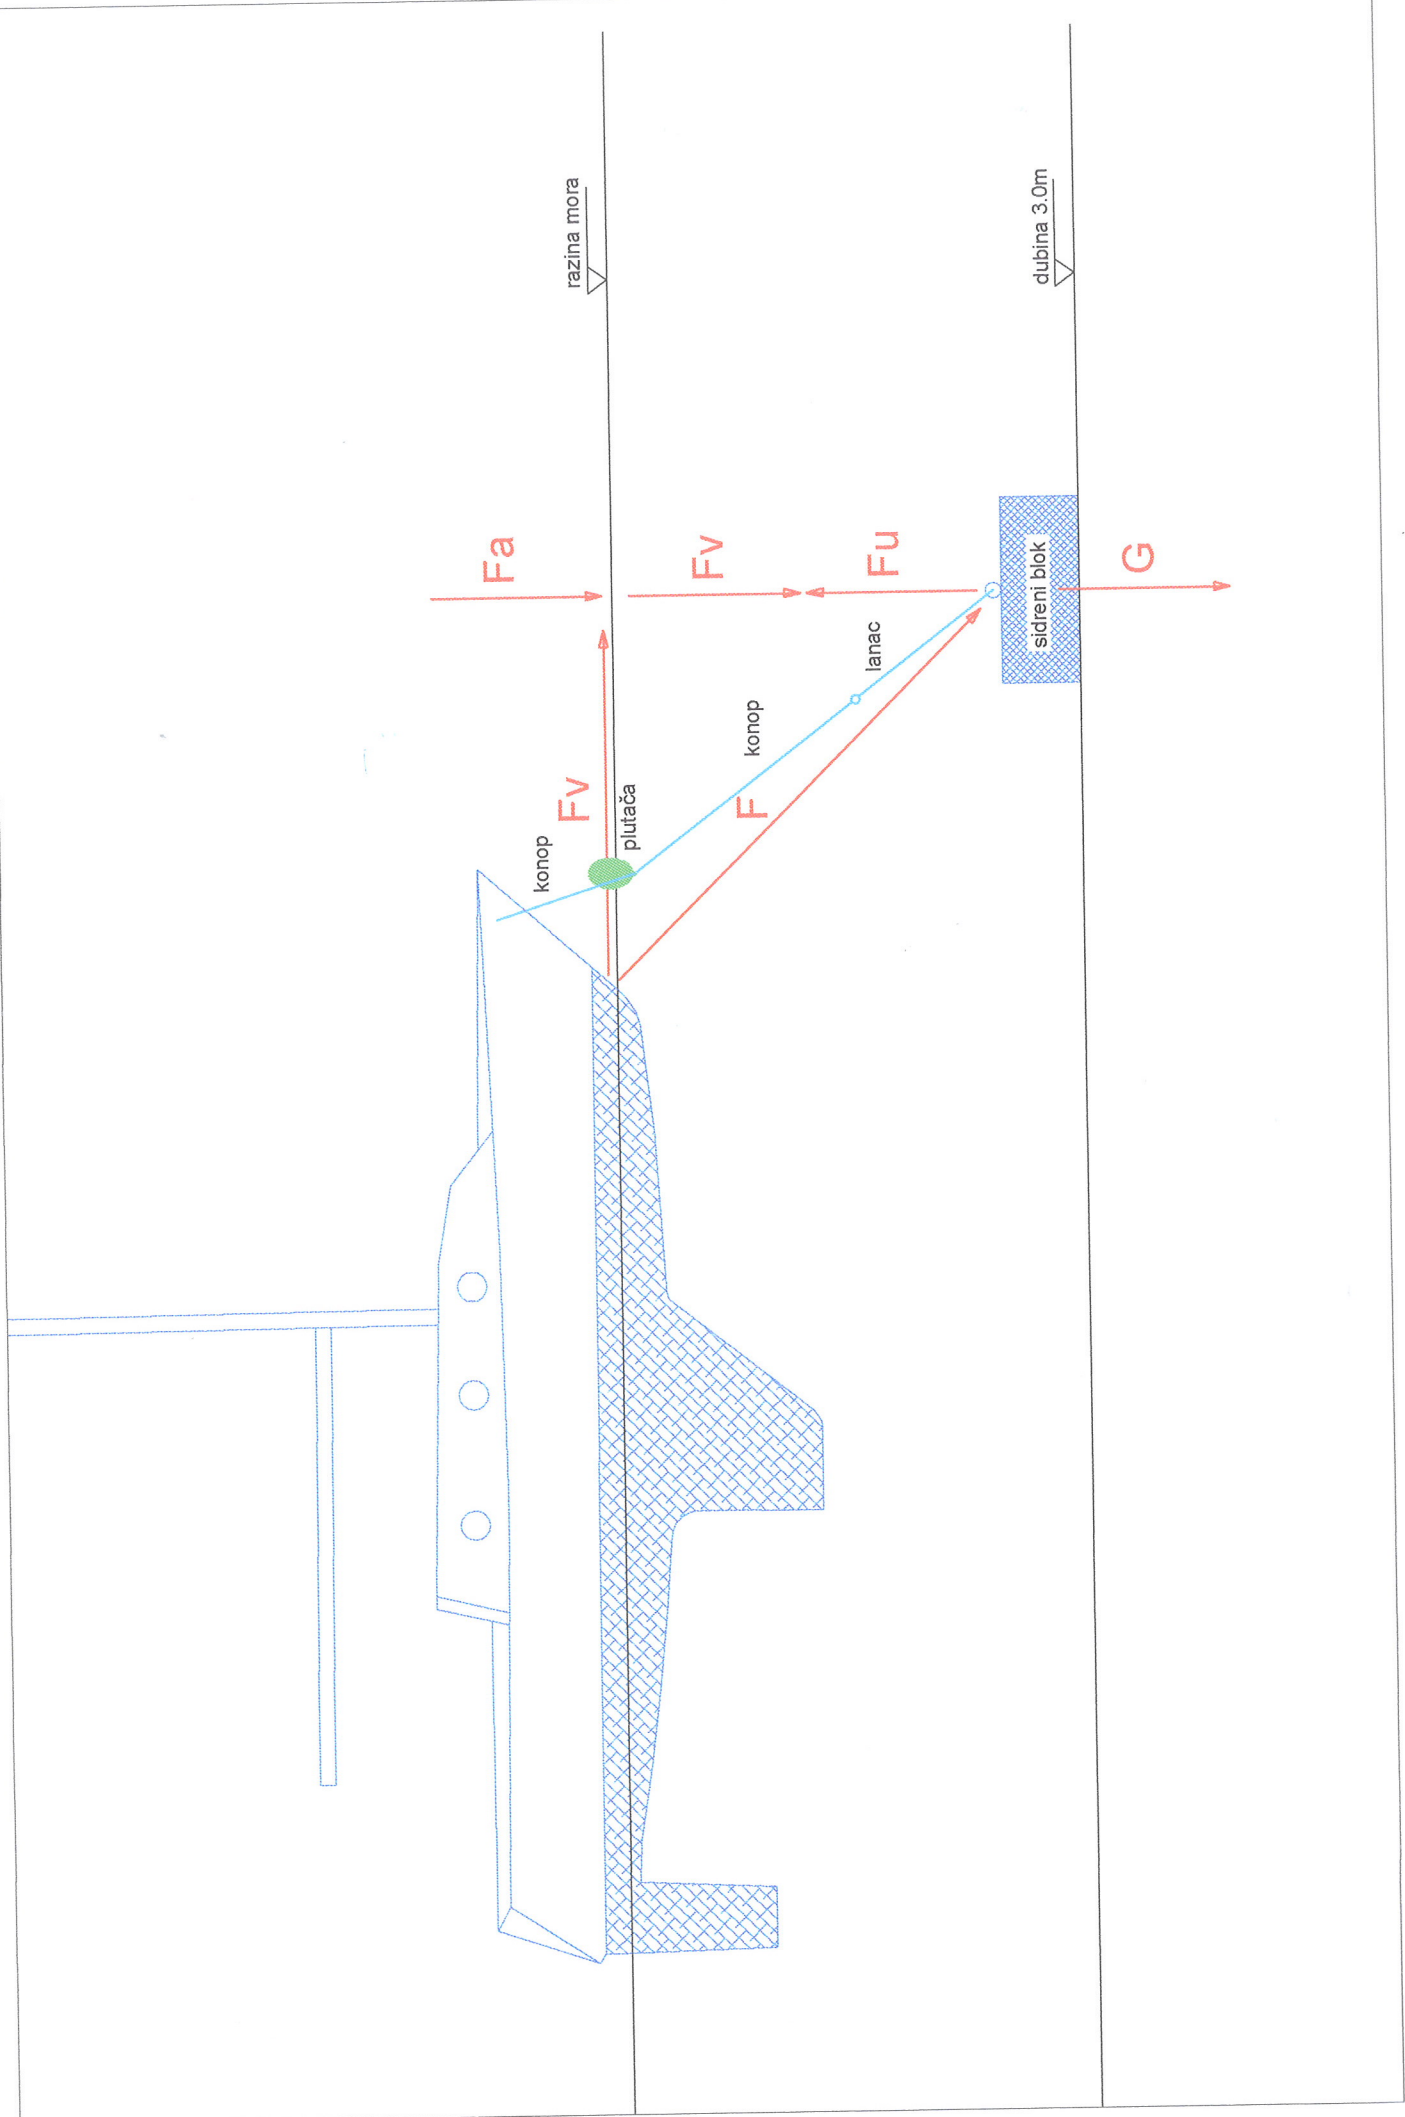 razina mora
dubina 3.0m
Fa
Fv
Fu
G
sidreni blok
lanac
konop
F
Fv
plutača
konop